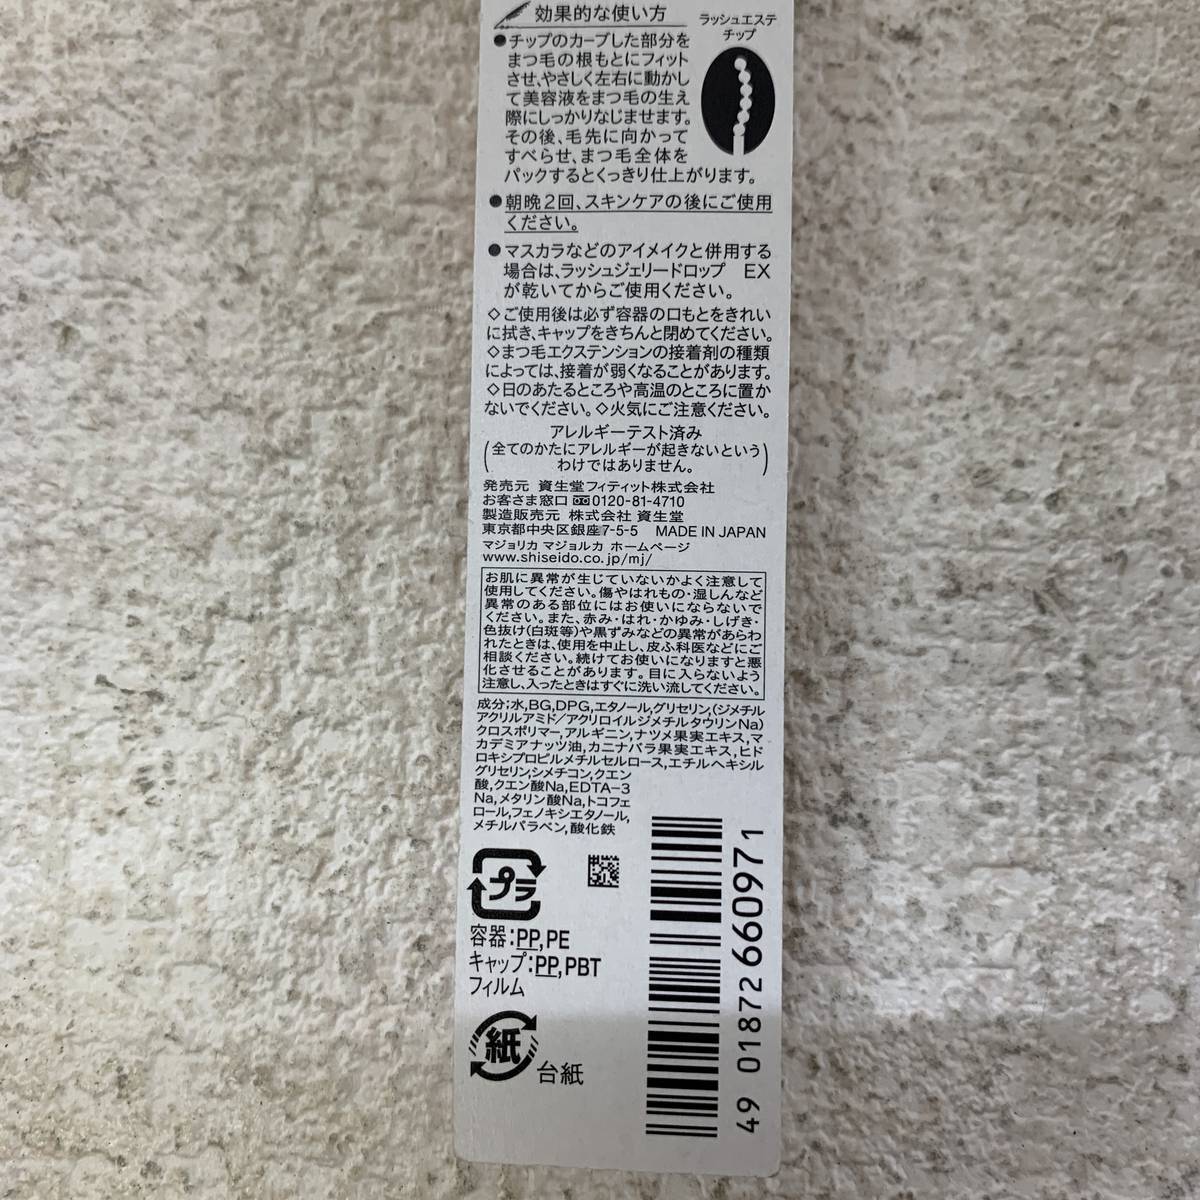 効果的な使い方
ラッシュエステ
チップ
●チップのカーブした部分を
まつ毛の根もとにフィット
させ、やさしく左右に動かし
て美容液をまつ毛の生え
際にしっかりなじませます。
その後、毛先に向かって
すべらせ、まつ毛全体を
パックするとくっきり仕上がります。
●朝晩2回、スキンケアの後にご使用
ください。
●マスカラなどのアイメイクと併用する
場合は、ラッシュジェリードロップ EX
が乾いてからご使用ください。
◇ご使用後は必ず容器の口もとをきれい
に拭き、キャップをきちんと閉めてください。
◇まつ毛エクステンションの接着剤の種類
によっては、接着が弱くなることがあります。
◇日のあたるところや高温のところに置か
ないでください。◇火気にご注意ください。
アレルギーテスト済み
(全てのかたにアレルギーが起きないという
わけではありません。)
発売元 資生堂フィティット株式会社
お客さま窓口 0120-81-4710
製造販売元 株式会社 資生堂
東京都中央区銀座7-5-5 MADE IN JAPAN
マジョリカ マジョルカ ホームページ
www.shiseido.co.jp/mj/
お肌に異常が生じていないかよく注意して
使用してください。傷やはれもの・湿しんなど
異常のある部位にはお使いにならないで
ください。また、赤み・はれ・かゆみ・しげき・
色抜け(白斑等)や黒ずみなどの異常があらわ
れたときは、使用を中止し、皮ふ科医などにご
相談ください。続けてお使いになりますと悪
化させることがあります。目に入らないよう
注意し、入ったときはすぐに洗い流してください。
成分;水,BG,DPG,エタノール,グリセリン,(ジメチル
アクリルアミド/アクリロイルジメチルタウリンNa)
クロスポリマー,アルギニン,ナツメ果実エキス,マ
カデミアナッツ油,カニナバラ果実エキス,ヒド
ロキシプロピルメチルセルロース,エチルヘキシル
グリセリン,シメチコン,クエン
酸,クエン酸Na,EDTA-3
Na,メタリン酸Na,トコフェ
ロール,フェノキシエタノール,
メチルパラベン,酸化鉄
プラ
容器:PP,PE
キャップ:PP,PBT
フィルム
紙
台紙
49 01872 660971